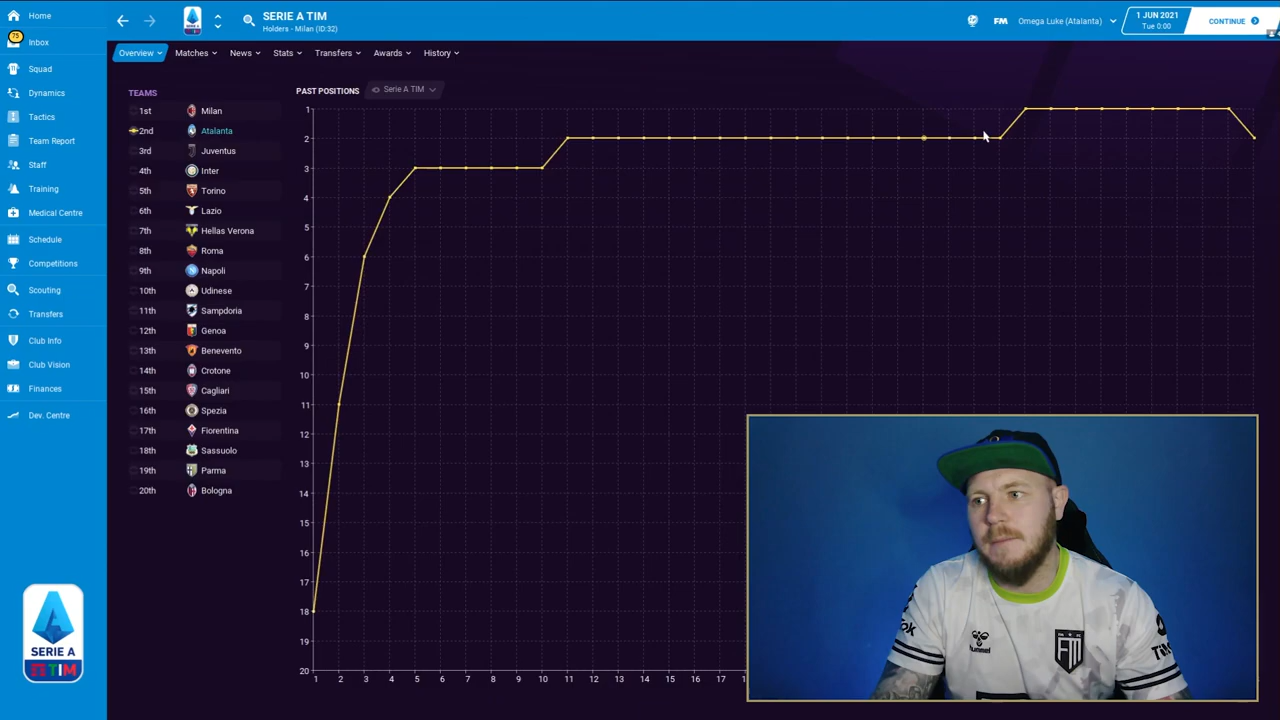 Home
SERIE A TIM
Holders - Milan (ID:32)
FM
Omega Luke (Atalanta)
1 JUN 2021
Tue 0:00
CONTINUE
75
Inbox
Overview
Matches
News
Stats
Transfers
Awards
History
Squad
Dynamics
Tactics
Team Report
Staff
Training
Medical Centre
Schedule
Competitions
Scouting
Transfers
Club Info
Club Vision
Finances
Dev. Centre
SERIE A
TIM
TEAMS
1st Milan
2nd Atalanta
3rd Juventus
4th Inter
5th Torino
6th Lazio
7th Hellas Verona
8th Roma
9th Napoli
10th Udinese
11th Sampdoria
12th Genoa
13th Benevento
14th Crotone
15th Cagliari
16th Spezia
17th Fiorentina
18th Sassuolo
19th Parma
20th Bologna
PAST POSITIONS
Serie A TIM
1
2
3
4
5
6
7
8
9
10
11
12
13
14
15
16
17
18
19
20
1 2 3 4 5 6 7 8 9 10 11 12 13 14 15 16 17
hummel
FM